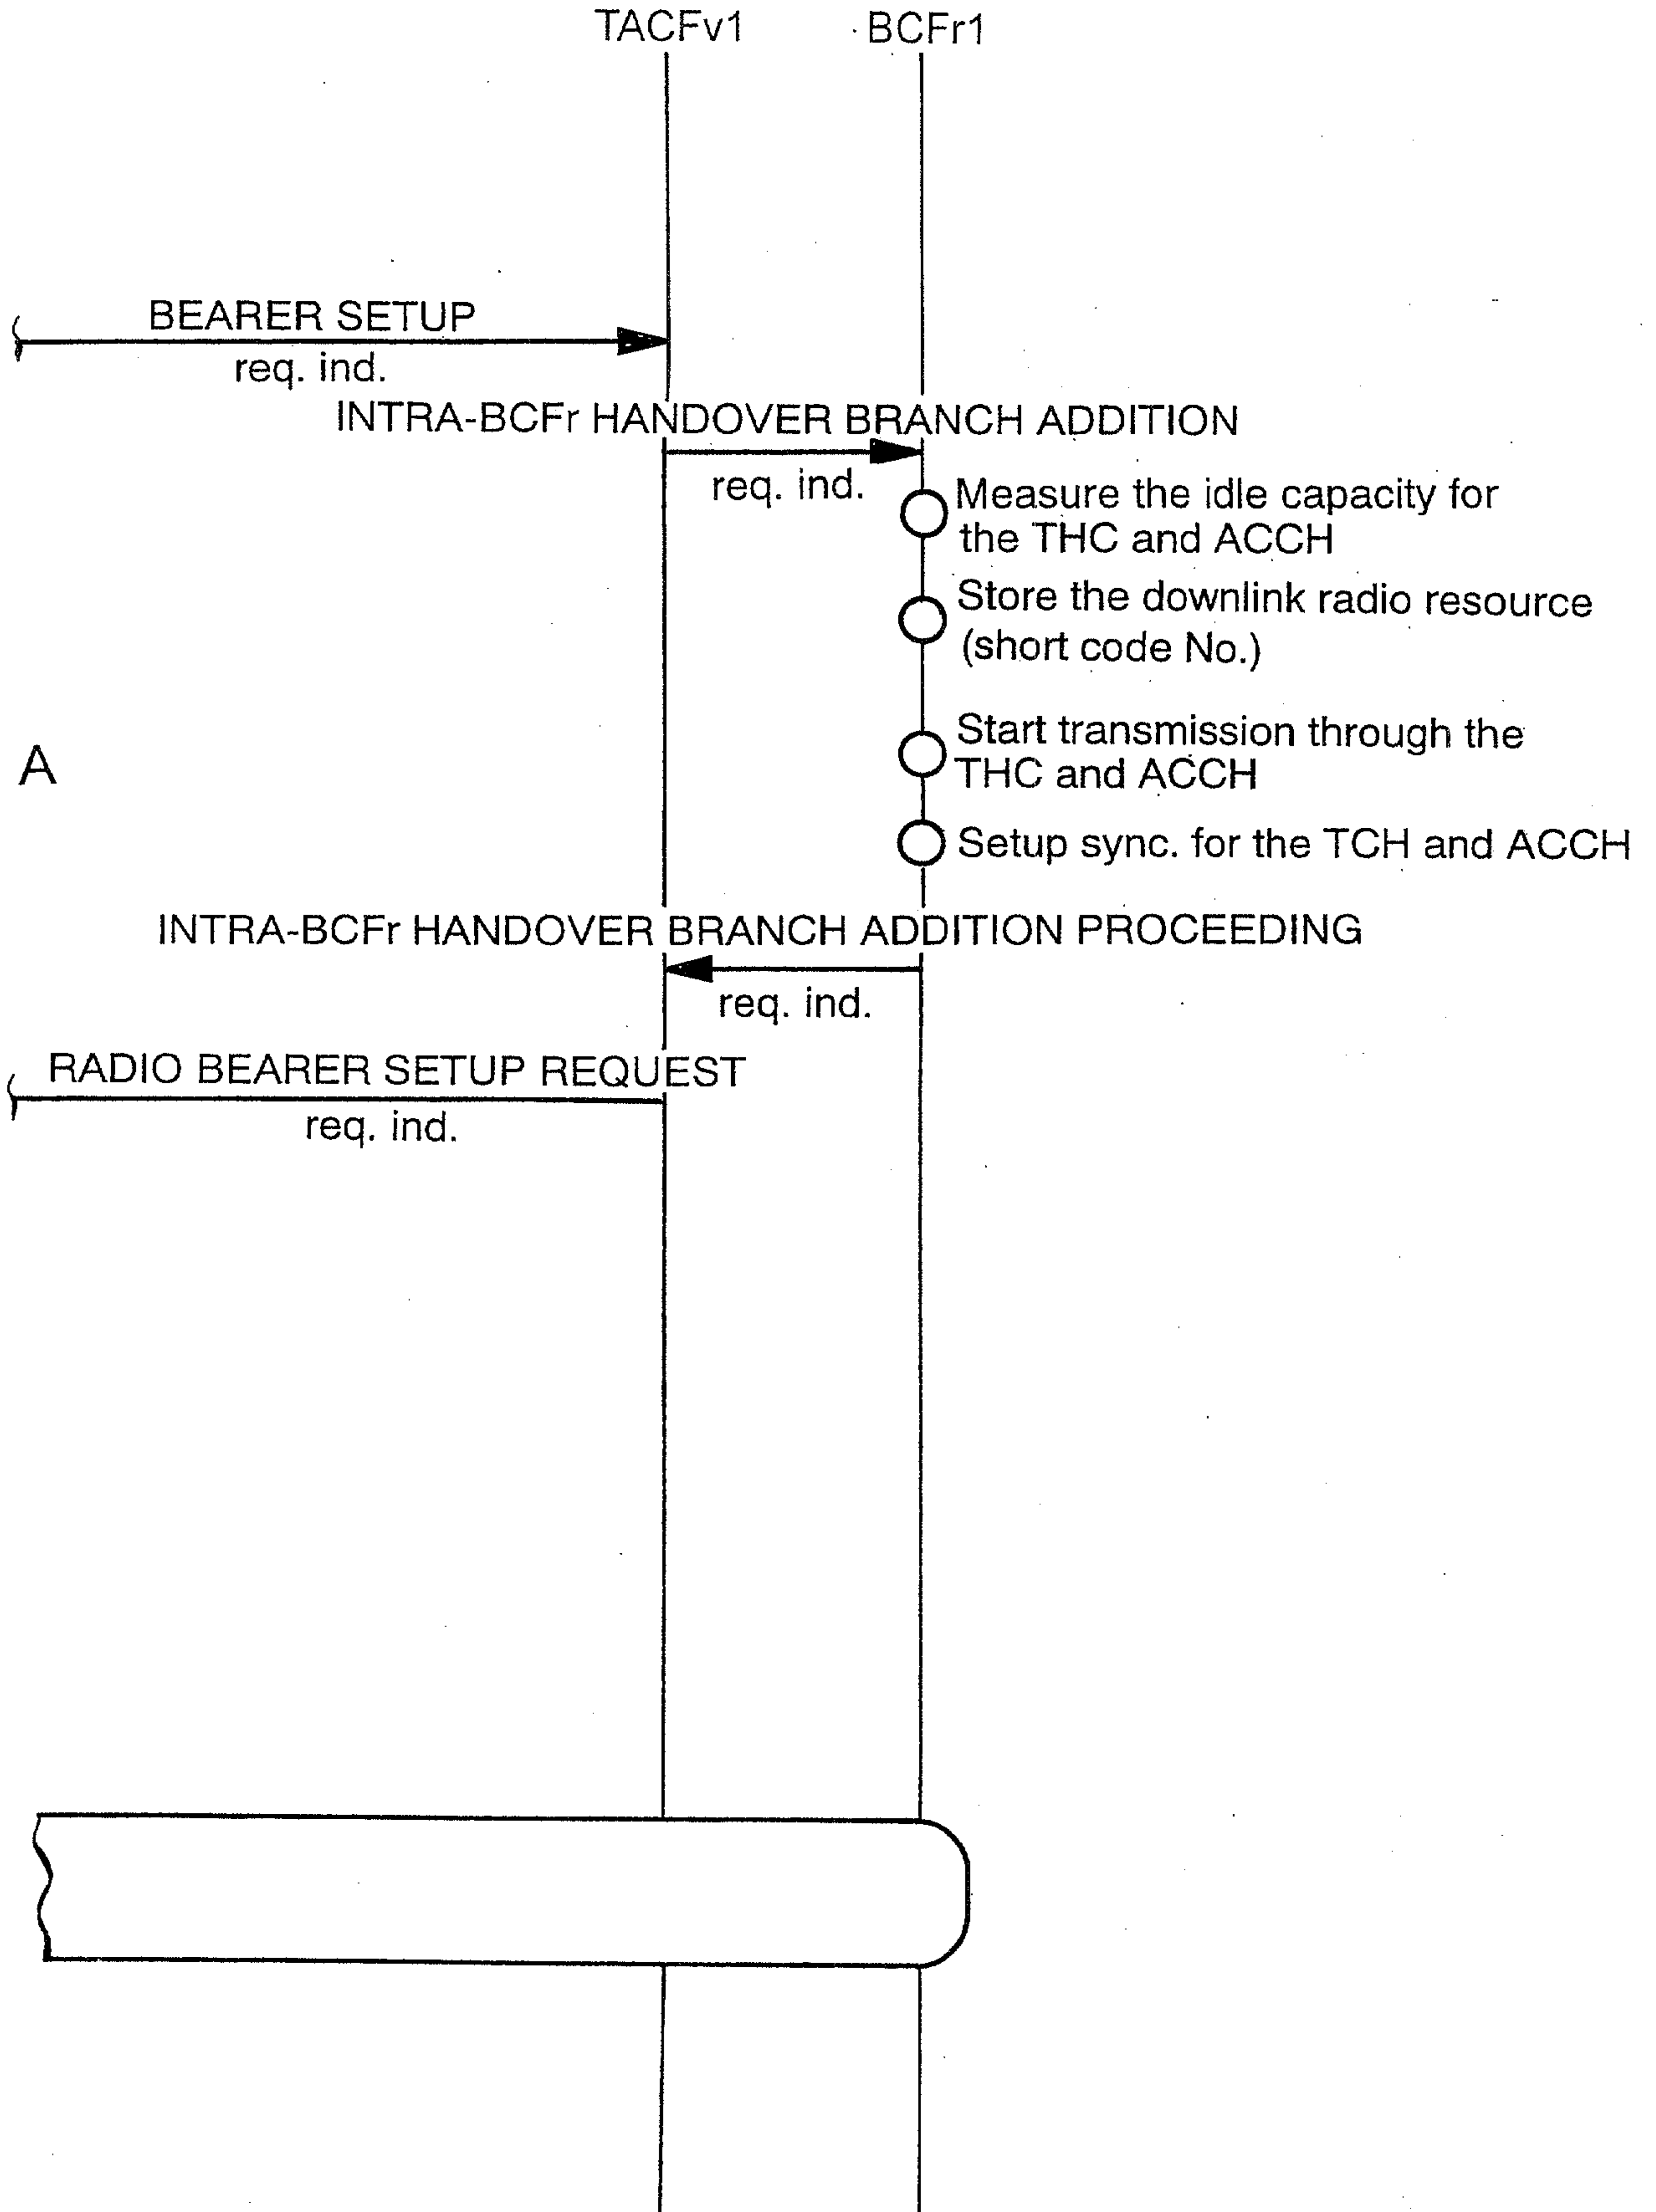 TACFv1
BCFr1
BEARER SETUP
req. ind.
INTRA-BCFr HANDOVER BRANCH ADDITION
req. ind.
Measure the idle capacity for
the THC and ACCH
Store the downlink radio resource
(short code No.)
Start transmission through the
THC and ACCH
A
Setup sync. for the TCH and ACCH
INTRA-BCFr HANDOVER BRANCH ADDITION PROCEEDING
req. ind.
RADIO BEARER SETUP REQUEST
req. ind.